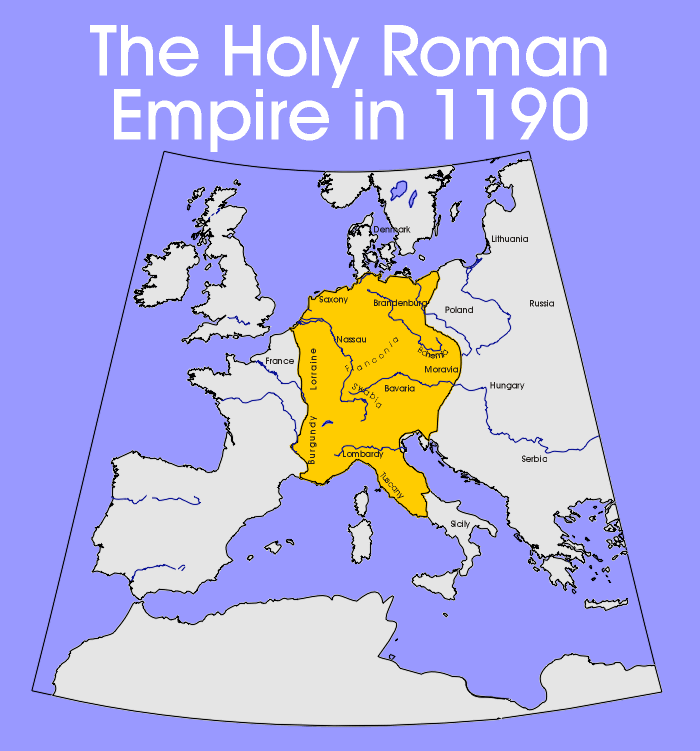 The Holy Roman
Empire in 1190
Denmark
Lithuania
Saxony
Brandenburg
Russia
Poland
Nassau
Franconia
Bohemia
France
Lorraine
Moravia
Swabia
Bavaria
Hungary
Burgundy
Lombardy
Serbia
Tuscany
Sicily